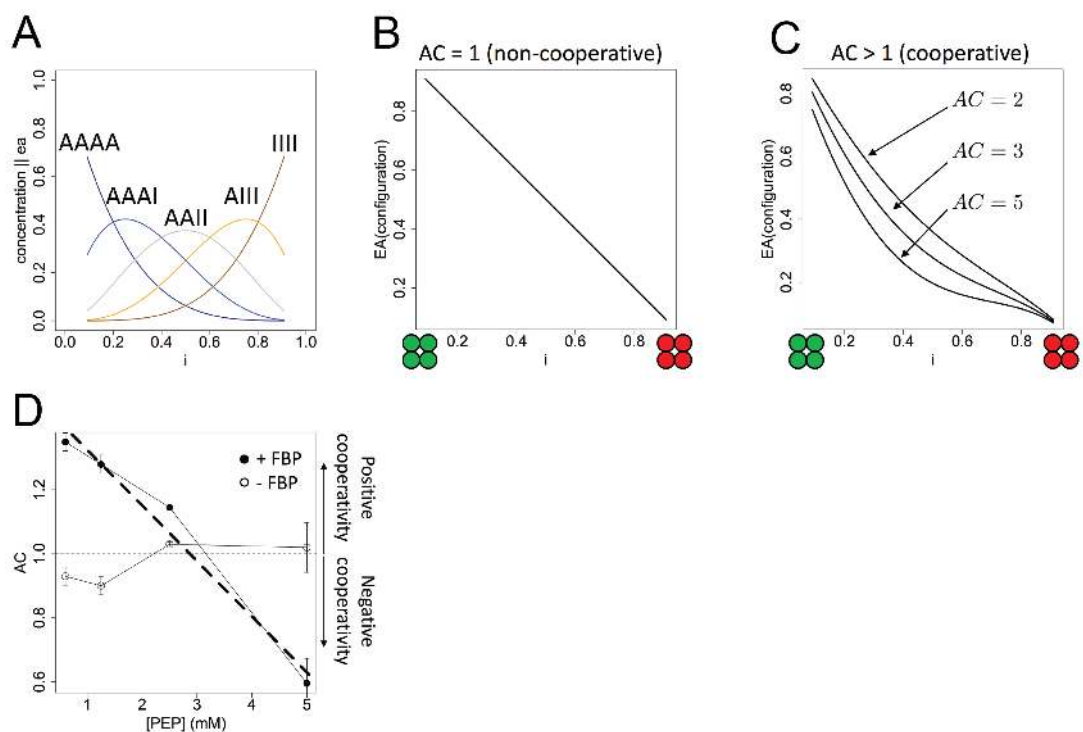 A
concentration || ea
1.0
0.8
0.6
0.4
0.2
0.0
AAAA
AAAI
AAII
AIII
IIII
0.0 0.2 0.4 0.6 0.8 1.0
i
B
AC = 1 (non-cooperative)
EA(configuration)
0.8
0.6
0.4
0.2
0.2 0.4 0.6 0.8
i
C
AC > 1 (cooperative)
EA(configuration)
0.8
0.6
0.4
0.2
AC = 2
AC = 3
AC = 5
0.2 0.4 0.6 0.8
i
D
AC
1.2
1.0
0.8
0.6
+ FBP
- FBP
Positive
cooperativity
Negative
cooperativity
1 2 3 4 5
[PEP] (mM)